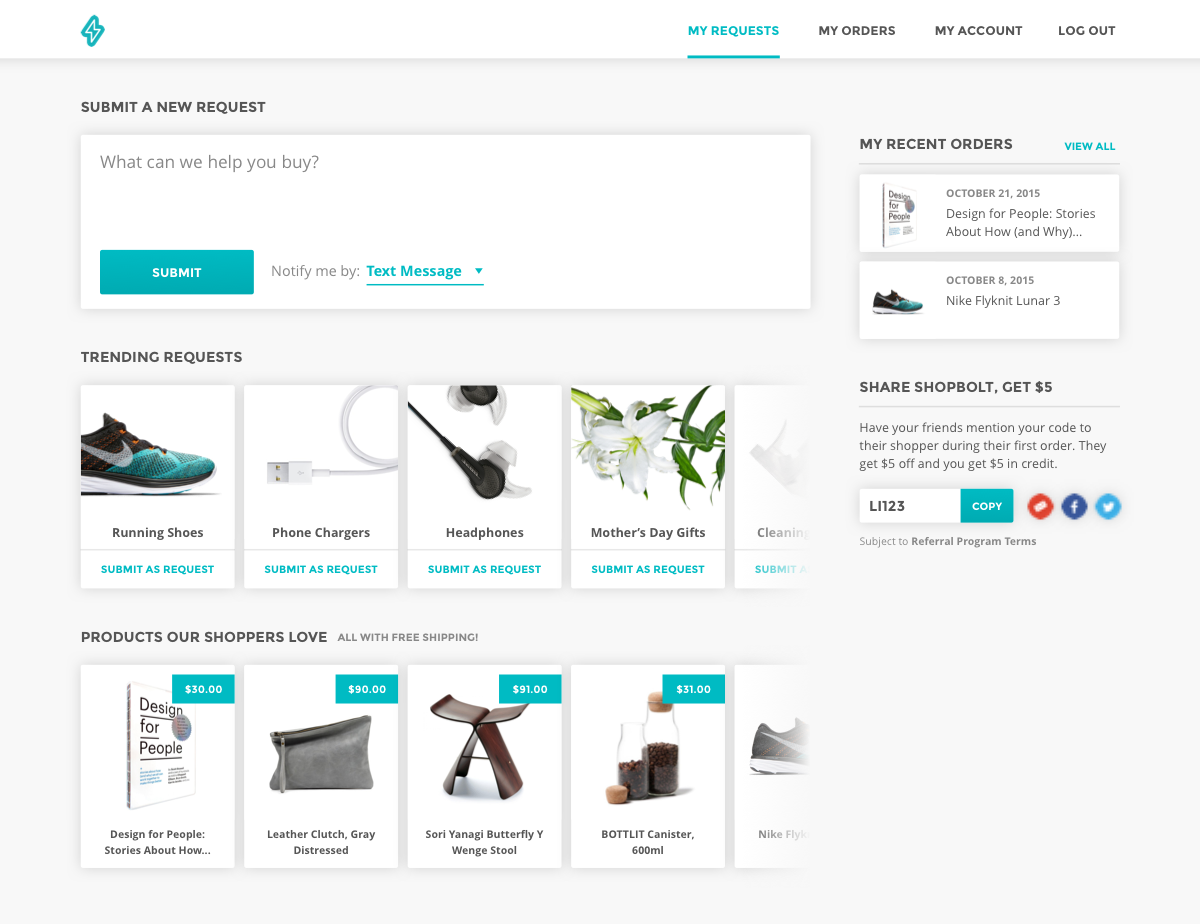 MY REQUESTS
MY ORDERS
MY ACCOUNT
LOG OUT
SUBMIT A NEW REQUEST
What can we help you buy?
SUBMIT
Notify me by: Text Message
TRENDING REQUESTS
Running Shoes
SUBMIT AS REQUEST
Phone Chargers
SUBMIT AS REQUEST
Headphones
SUBMIT AS REQUEST
Mother's Day Gifts
SUBMIT AS REQUEST
Cleaning
SUBMIT A
PRODUCTS OUR SHOPPERS LOVE ALL WITH FREE SHIPPING!
$30.00
Design
for
People
Design for People:
Stories About How...
$90.00
Leather Clutch, Gray
Distressed
$91.00
Sori Yanagi Butterfly Y
Wenge Stool
$31.00
BOTTLIT Canister,
600ml
Nike Flyk
MY RECENT ORDERS
VIEW ALL
Design
for
People
OCTOBER 21, 2015
Design for People: Stories
About How (and Why)...
OCTOBER 8, 2015
Nike Flyknit Lunar 3
SHARE SHOPBOLT, GET $5
Have your friends mention your code to
their shopper during their first order. They
get $5 off and you get $5 in credit.
LI123
COPY
Subject to Referral Program Terms